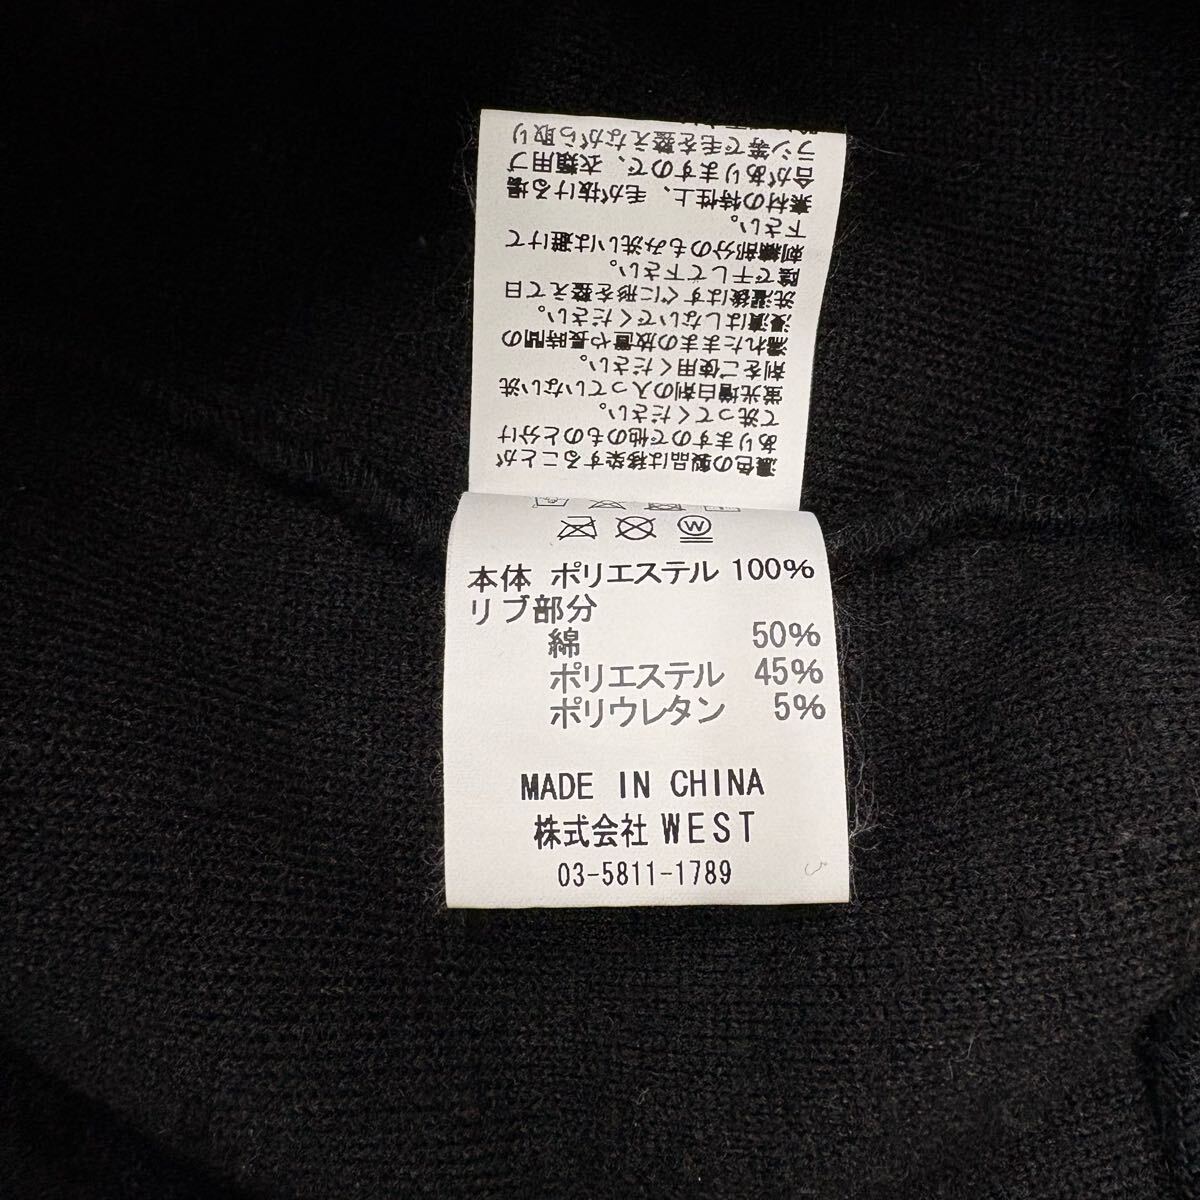 濃色の製品は移染することが
ありますので他のものと分け
て洗ってください。
蛍光増白剤の入っていない洗
剤をご使用ください。
濡れたままの放置や長時間の
浸漬はしないでください。
洗濯後はすぐに形を整えて日
陰で干して下さい。
刺繍部分のもみ洗いは避けて
下さい。
素材の特性上、毛が抜ける場
合がありますので、衣類用ブ
ラシ等で毛を整えながら取り
W
本体 ポリエステル 100%
リブ部分
綿 50%
ポリエステル 45%
ポリウレタン 5%
MADE IN CHINA
株式会社 WEST
03-5811-1789